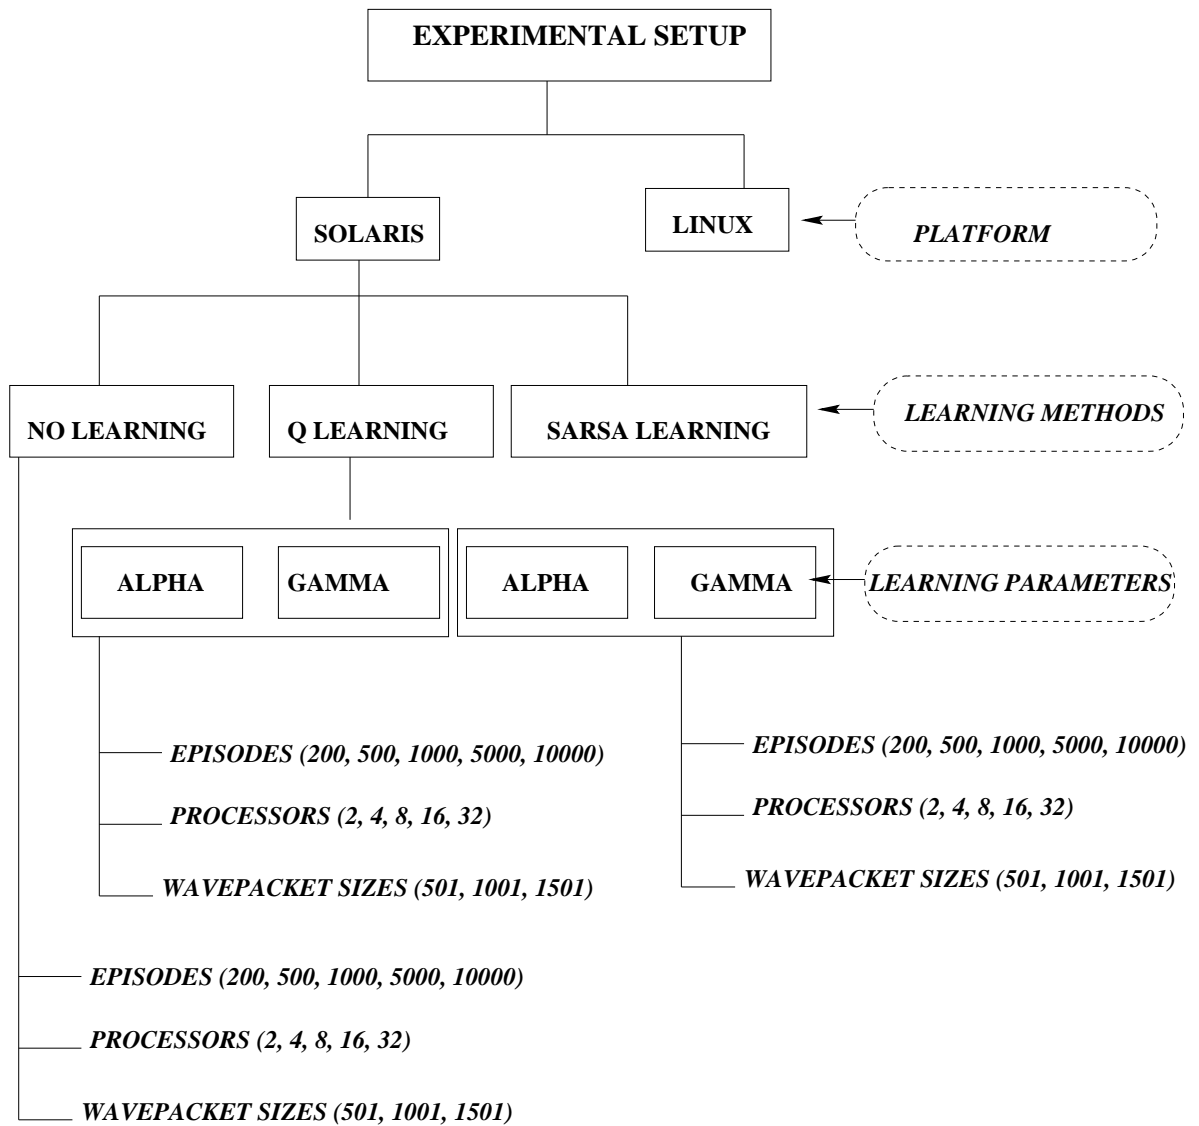 EXPERIMENTAL SETUP
SOLARIS
LINUX
PLATFORM
NO LEARNING
Q LEARNING
SARSA LEARNING
LEARNING METHODS
ALPHA
GAMMA
ALPHA
GAMMA
LEARNING PARAMETERS
EPISODES (200, 500, 1000, 5000, 10000)
PROCESSORS (2, 4, 8, 16, 32)
WAVEPACKET SIZES (501, 1001, 1501)
EPISODES (200, 500, 1000, 5000, 10000)
PROCESSORS (2, 4, 8, 16, 32)
WAVEPACKET SIZES (501, 1001, 1501)
EPISODES (200, 500, 1000, 5000, 10000)
PROCESSORS (2, 4, 8, 16, 32)
WAVEPACKET SIZES (501, 1001, 1501)